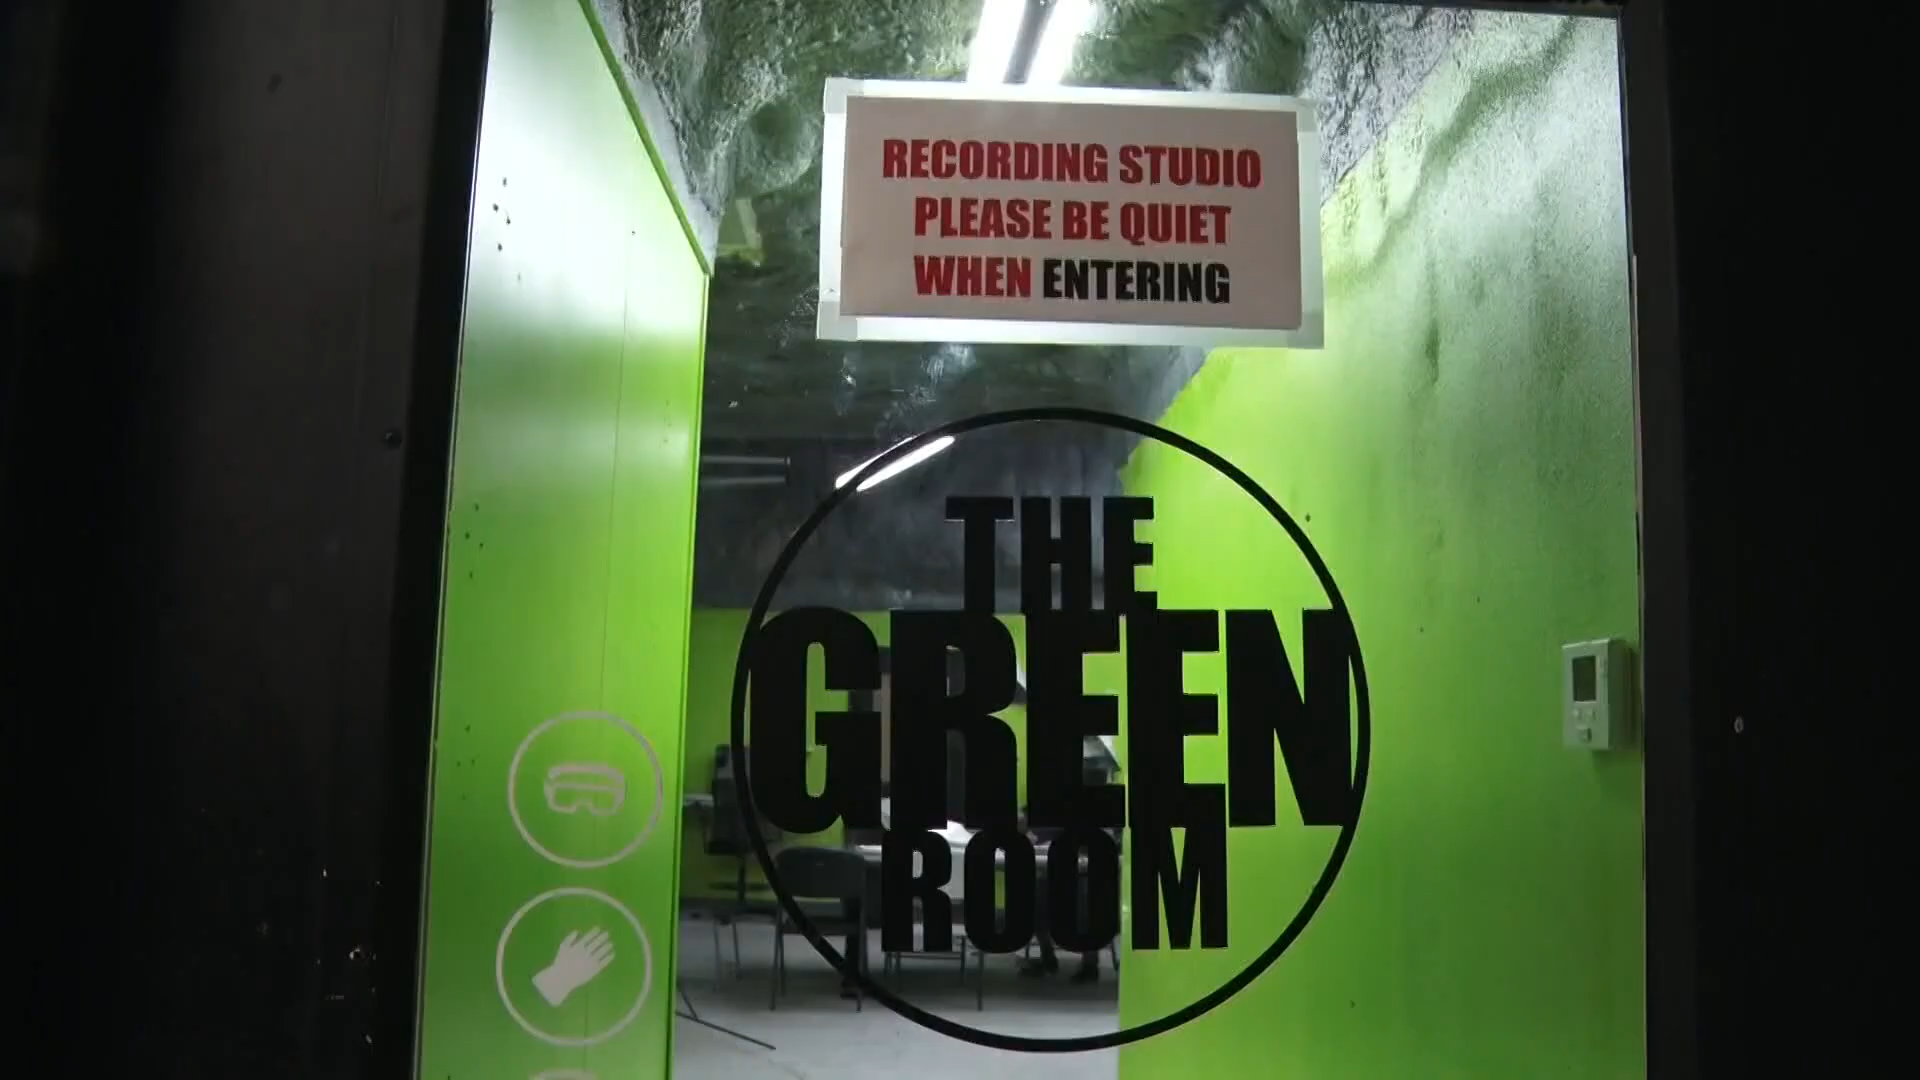 RECORDING STUDIO
PLEASE BE QUIET
WHEN ENTERING
THE
GREEN
ROOM